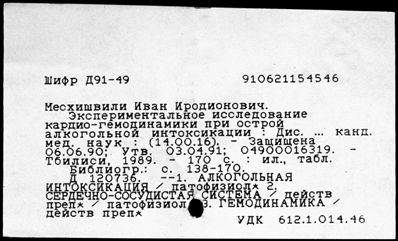 Шифр Д91-49 910621154546
Месхишвили Иван Иродионович.
Экспериментальное исследование
кардио-гемодинамики при острой
алкогольной интоксикации : Дис. ... канд.
мед. наук : (14.00.16). - Защищена
06.06.90; Утв. 03.04.91; 04900016319. -
Тбилиси, 1989. - 170 с. : ил., табл.
Библиогр.: с. 138-170.
Д 120736. --1. АЛКОГОЛЬНАЯ
ИНТОКСИКАЦИЯ / патофизиол* 2.
СЕРДЕЧНО-СОСУДИСТАЯ СИСТЕМА / действ
преп* / патофизиол 3. ГЕМОДИНАМИКА /
действ преп*
УДК 612.1.014.46